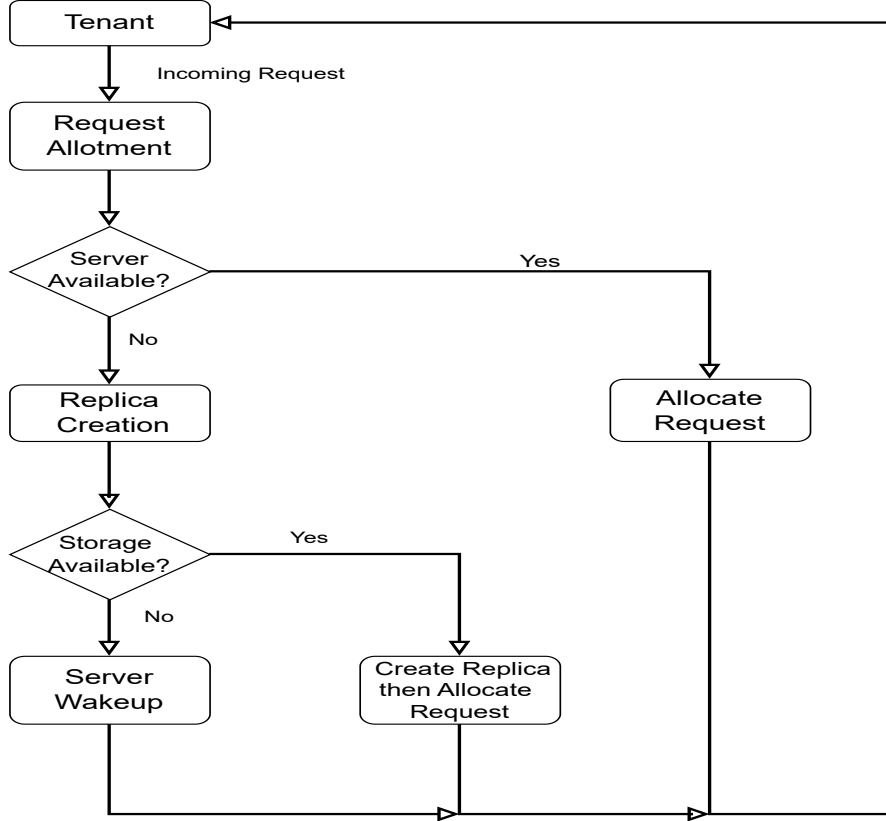 Tenant
Incoming Request
Request
Allotment
Server
Available?
Yes
No
Replica
Creation
Allocate
Request
Storage
Available?
Yes
No
Server
Wakeup
Create Replica
then Allocate
Request